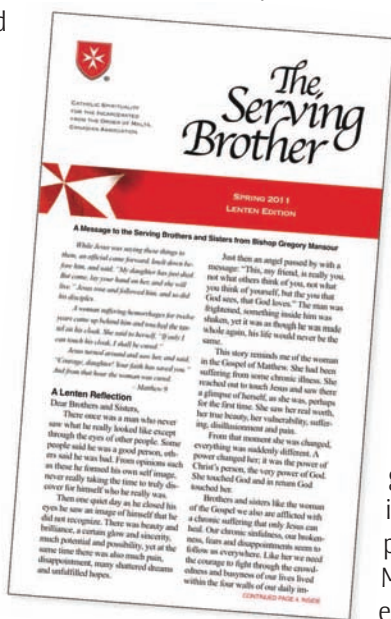 CATHOLIC SPIRITUALITY
FOR THE INCARCERATED
FROM THE ORDER OF MALTA,
CANADIAN ASSOCIATION
The
Serving
Brother
SPRING 2011
LENTEN EDITION
A Message to the Serving Brothers and Sisters from Bishop Gregory Mansour
While Jesus was saying these things to
them, an official came forward, knelt down be-
fore him, and said, "My daughter has just died.
But come, lay your hand on her, and she will
live." Jesus rose and followed him, and so did
his disciples.
A woman suffering hemorrhages for twelve
years came up behind him and touched the tas-
sel on his cloak. She said to herself, "If only I
can touch his cloak, I shall be cured."
Jesus turned around and saw her, and said,
"Courage, daughter! Your faith has saved you."
And from that hour the woman was cured.
- Matthew 9
A Lenten Reflection
Dear Brothers and Sisters,
There once was a man who never
saw what he really looked like except
through the eyes of other people. Some
people said he was a good person, oth-
ers said he was bad. From opinions such
as these he formed his own self image,
never really taking the time to truly dis-
cover for himself who he really was.
Then one quiet day as he closed his
eyes he saw an image of himself that he
did not recognize. There was beauty and
brilliance, a certain glow and sincerity,
much potential and possibility, yet at the
same time there was also much pain,
disappointment, many shattered dreams
and unfulfilled hopes.
Just then an angel passed by with a
message: "This, my friend, is really you,
not what others think of you, not what
you think of yourself, but the you that
God sees, that God loves." The man was
frightened, something inside him was
shaken, yet it was as though he was made
whole again, his life would never be the
same.
This story reminds me of the woman
in the Gospel of Matthew. She had been
suffering from some chronic illness. She
reached out to touch Jesus and saw there
a glimpse of herself, as she was, perhaps
for the first time. She saw her real worth,
her true beauty, her vulnerability, suffer-
ing, disillusionment and pain.
From that moment she was changed,
everything was suddenly different. A
power changed her; it was the power of
Christ's person, the very power of God.
She touched God and in return God
touched her.
Brothers and sisters like the woman
of the Gospel we also are afflicted with
a chronic suffering that only Jesus can
heal. Our chronic sinfulness, our broken-
ness, fears and disappointments seem to
follow us everywhere. Like her we need
the courage to fight through the crowd-
edness and busyness of our lives lived
within the four walls of our daily im-
CONTINUED PAGE 4, INSIDE